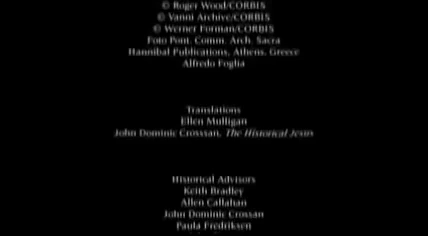 © Roger Wood/CORBIS
© Vanni Archive/CORBIS
© Werner Forman/CORBIS
Foto Pont. Comm. Arch. Sacra
Hannibal Publications, Athens, Greece
Alfredo Foglia
Translations
Ellen Mulligan
John Dominic Crossan, The Historical Jesus
Historical Advisors
Keith Bradley
Allen Callahan
John Dominic Crossan
Paula Fredriksen